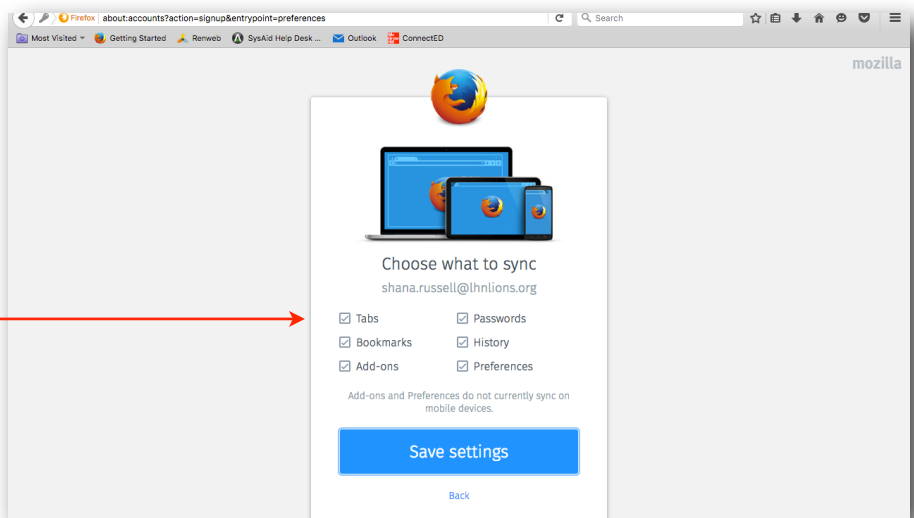 Firefox about:accounts?action=signup&entrypoint=preferences Search
Most Visited Getting Started Renweb SysAid Help Desk ... Outlook ConnectED
mozilla
Choose what to sync
shana.russell@lhnlions.org
Tabs Passwords
Bookmarks History
Add-ons Preferences
Add-ons and Preferences do not currently sync on
mobile devices.
Save settings
Back